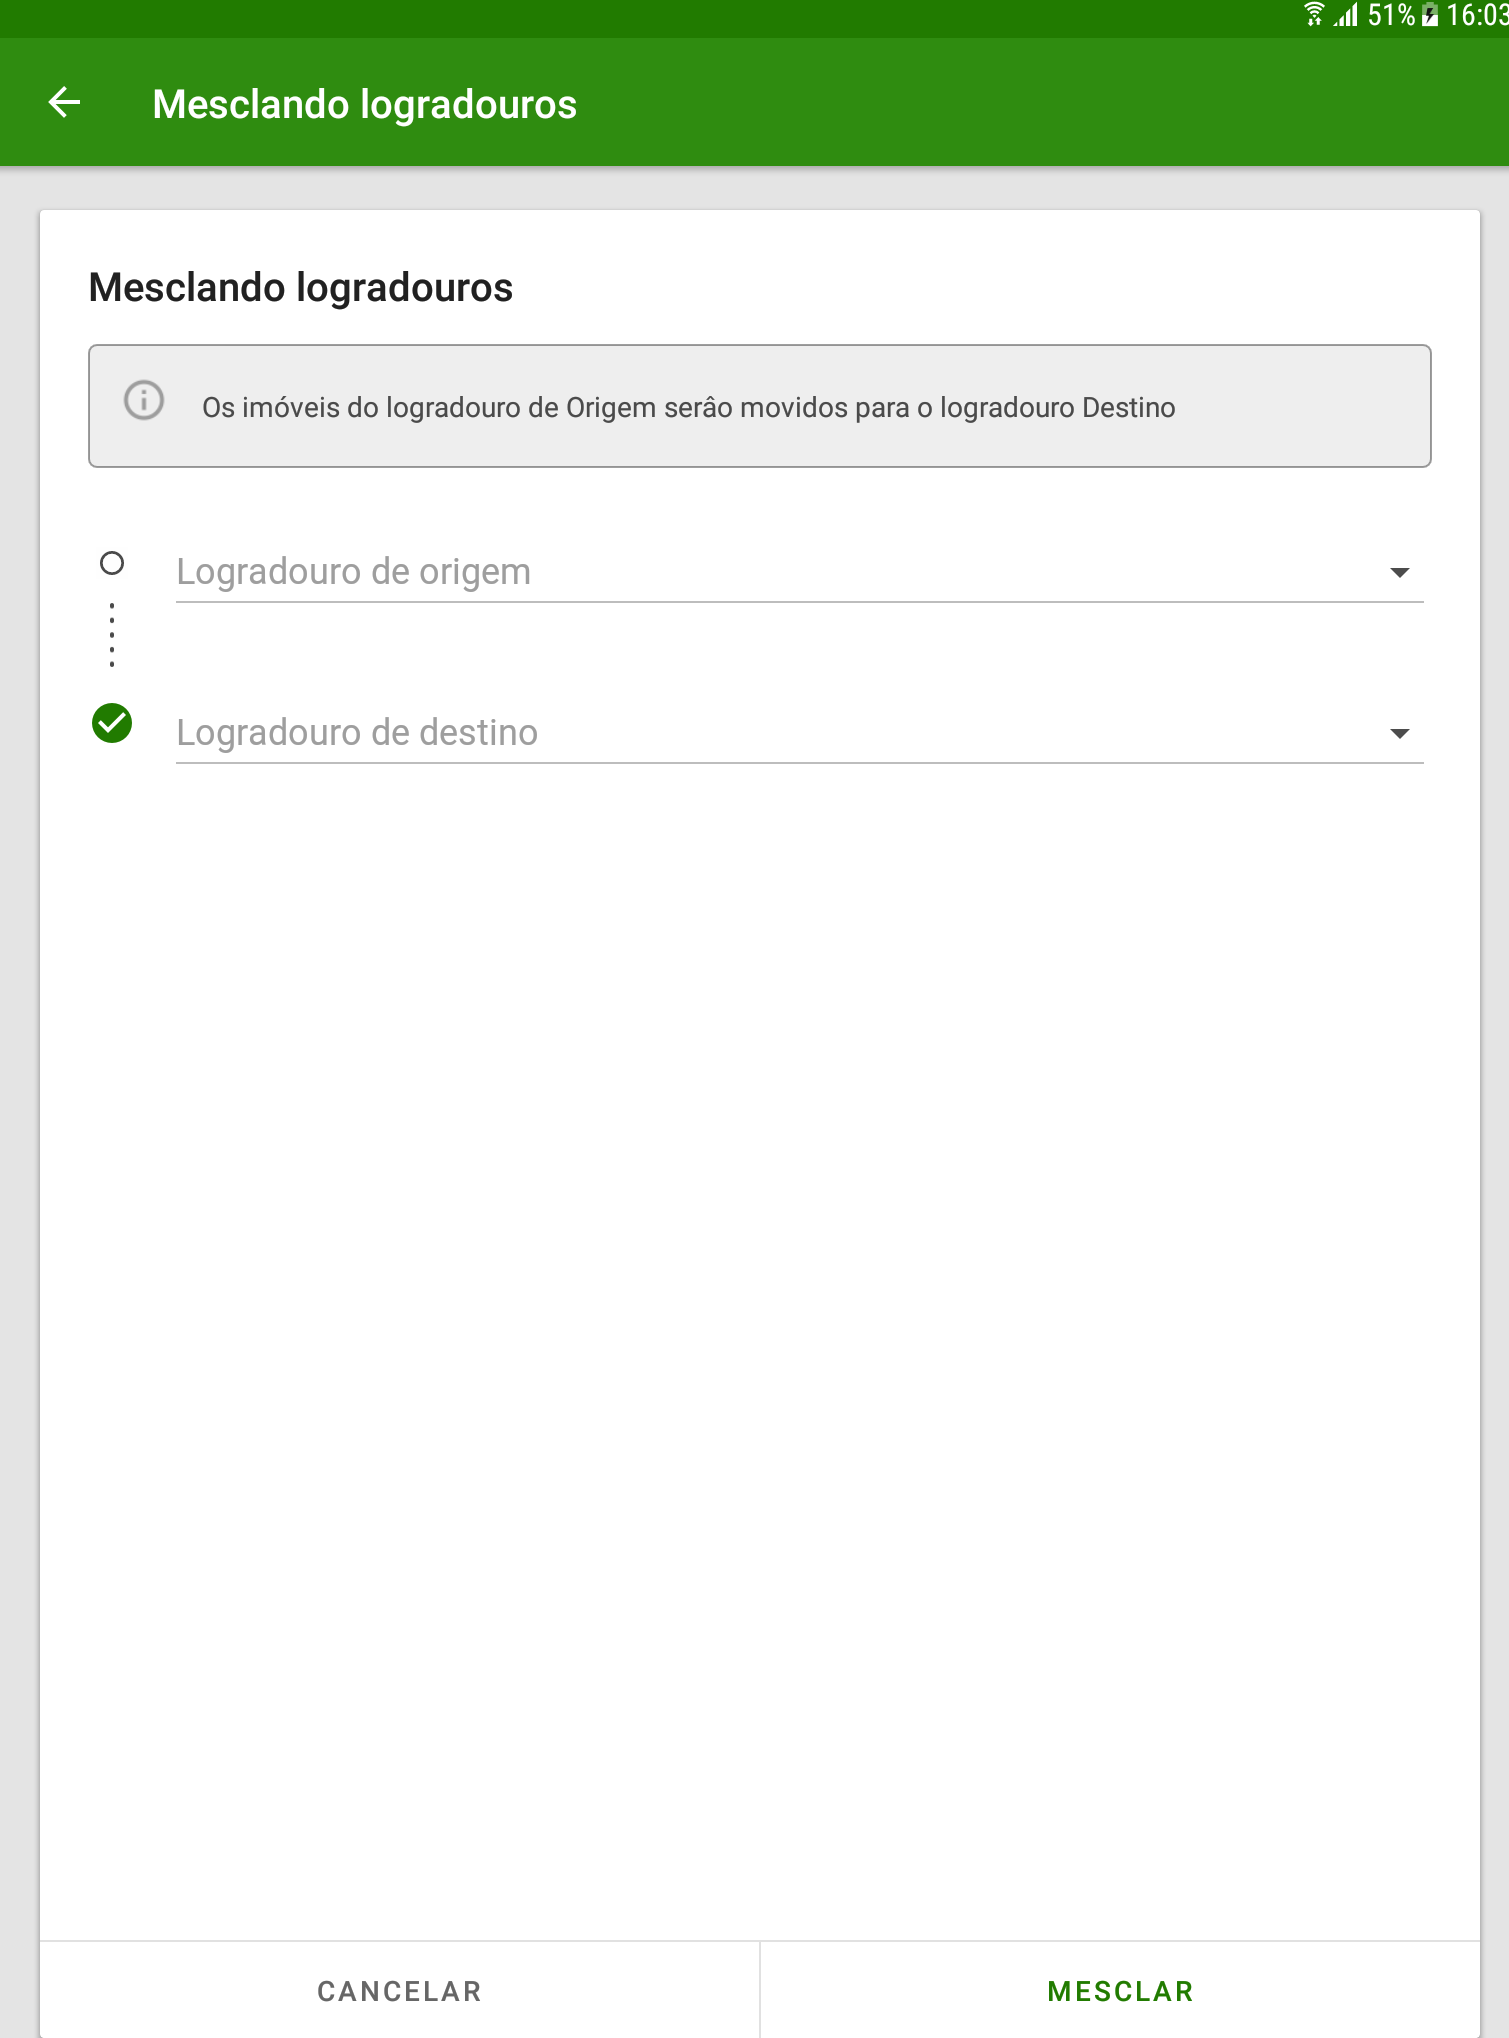 51% 16:03
Mesclando logradouros
Mesclando logradouros
Os imóveis do logradouro de Origem serâo movidos para o logradouro Destino
Logradouro de origem
Logradouro de destino
CANCELAR
MESCLAR